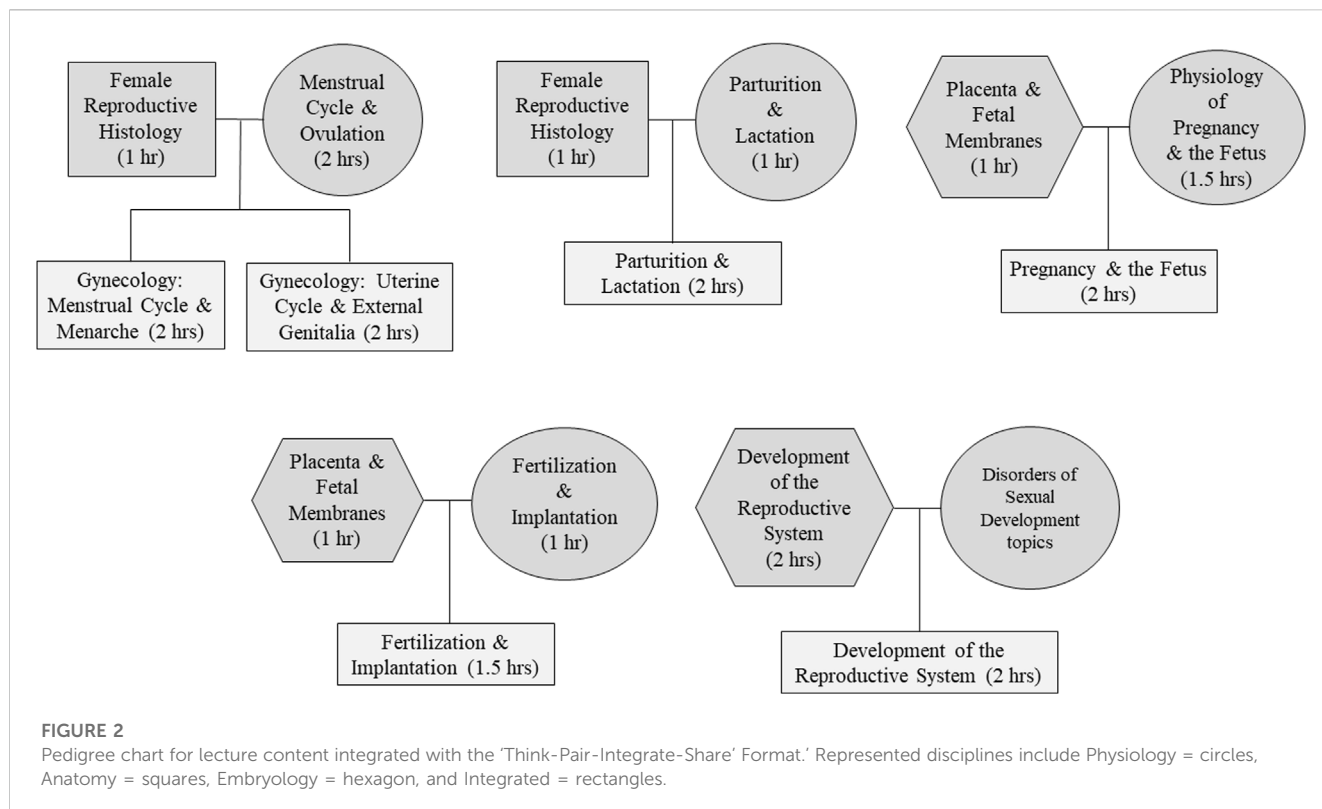 Female
Reproductive
Histology
(1 hr)
Menstrual
Cycle &
Ovulation
(2 hrs)
Gynecology:
Menstrual Cycle &
Menarche (2 hrs)
Gynecology: Uterine
Cycle & External
Genitalia (2 hrs)
Female
Reproductive
Histology
(1 hr)
Parturition
&
Lactation
(1 hr)
Parturition &
Lactation (2 hrs)
Placenta &
Fetal
Membranes
(1 hr)
Physiology
of
Pregnancy
& the Fetus
(1.5 hrs)
Pregnancy & the Fetus
(2 hrs)
Placenta &
Fetal
Membranes
(1 hr)
Fertilization
&
Implantation
(1 hr)
Fertilization &
Implantation (1.5 hrs)
Development
of the
Reproductive
System
(2 hrs)
Disorders of
Sexual
Development
topics
Development of the
Reproductive System (2 hrs)
FIGURE 2
Pedigree chart for lecture content integrated with the ‘Think-Pair-Integrate-Share’ Format.’ Represented disciplines include Physiology = circles,
Anatomy = squares, Embryology = hexagon, and Integrated = rectangles.